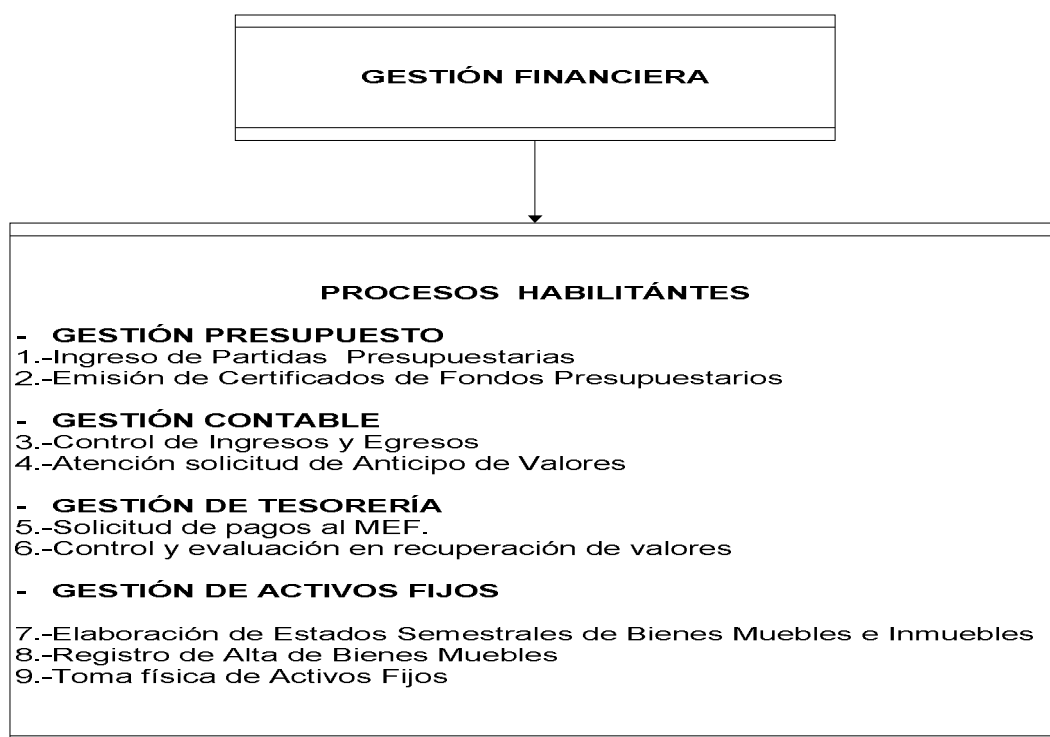 GESTIÓN FINANCIERA
PROCESOS HABILITÁNTES
- GESTIÓN PRESUPUESTO
1.-Ingreso de Partidas Presupuestarias
2.-Emisión de Certificados de Fondos Presupuestarios
- GESTIÓN CONTABLE
3.-Control de Ingresos y Egresos
4.-Atención solicitud de Anticipo de Valores
- GESTIÓN DE TESORERÍA
5.-Solicitud de pagos al MEF.
6.-Control y evaluación en recuperación de valores
- GESTIÓN DE ACTIVOS FIJOS
7.-Elaboración de Estados Semestrales de Bienes Muebles e Inmuebles
8.-Registro de Alta de Bienes Muebles
9.-Toma física de Activos Fijos